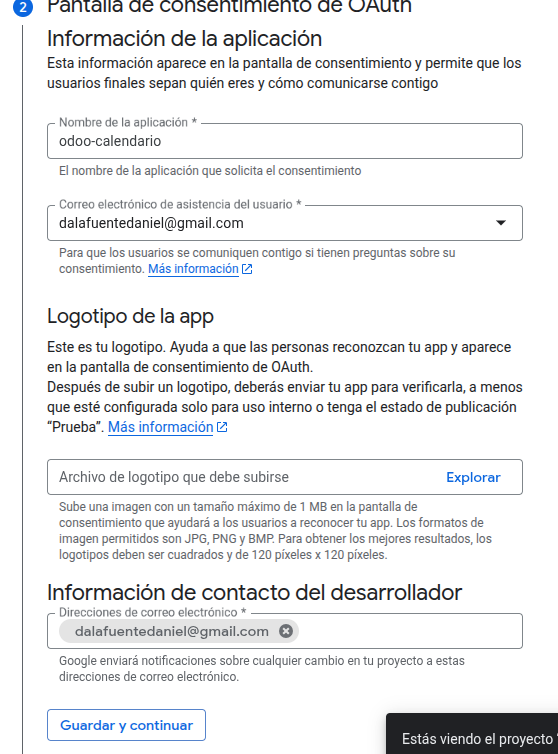 2
Pantalla de consentimiento de OAuth
Información de la aplicación
Esta información aparece en la pantalla de consentimiento y permite que los
usuarios finales sepan quién eres y cómo comunicarse contigo
Nombre de la aplicación *
odoo-calendario
El nombre de la aplicación que solicita el consentimiento
Correo electrónico de asistencia del usuario *
dalafuentedaniel@gmail.com
Para que los usuarios se comuniquen contigo si tienen preguntas sobre su
consentimiento. Más información
Logotipo de la app
Este es tu logotipo. Ayuda a que las personas reconozcan tu app y aparece
en la pantalla de consentimiento de OAuth.
Después de subir un logotipo, deberás enviar tu app para verificarla, a menos
que esté configurada solo para uso interno o tenga el estado de publicación
“Prueba”. Más información
Archivo de logotipo que debe subirse
Explorar
Sube una imagen con un tamaño máximo de 1 MB en la pantalla de
consentimiento que ayudará a los usuarios a reconocer tu app. Los formatos de
imagen permitidos son JPG, PNG y BMP. Para obtener los mejores resultados, los
logotipos deben ser cuadrados y de 120 píxeles x 120 píxeles.
Información de contacto del desarrollador
Direcciones de correo electrónico *
dalafuentedaniel@gmail.com
Google enviará notificaciones sobre cualquier cambio en tu proyecto a estas
direcciones de correo electrónico.
Guardar y continuar
Estás viendo el proyecto